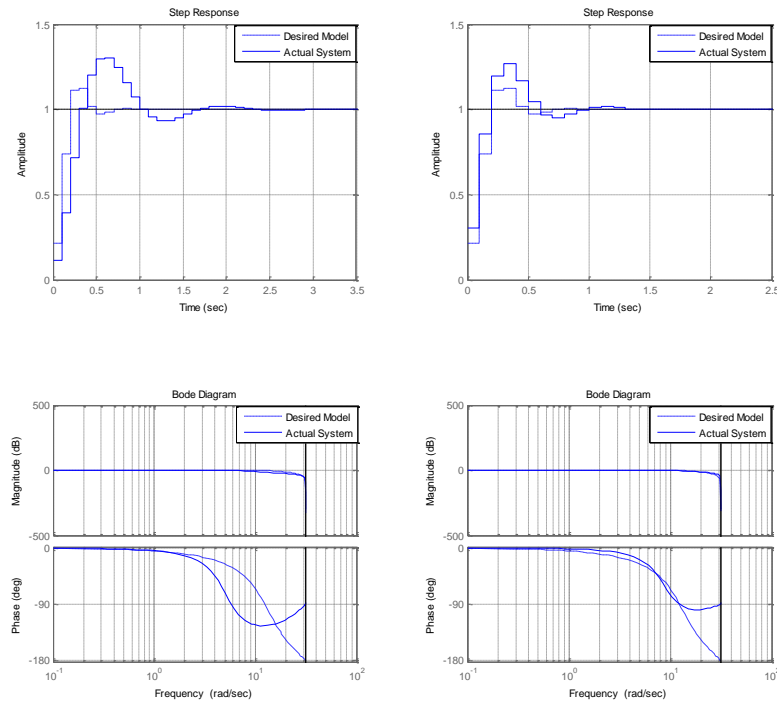 Step Response
1.5
1
0.5
0
Amplitude
0 0.5 1 1.5 2 2.5 3 3.5
Time (sec)
Desired Model
Actual System
Step Response
1.5
1
0.5
0
Amplitude
0 0.5 1 1.5 2 2.5
Time (sec)
Desired Model
Actual System
Bode Diagram
500
0
-500
Magnitude (dB)
Desired Model
Actual System
0
-90
-180
Phase (deg)
10^-1 10^0 10^1 10^2
Frequency (rad/sec)
Bode Diagram
500
0
-500
Magnitude (dB)
Desired Model
Actual System
0
-90
-180
Phase (deg)
10^-1 10^0 10^1 10^2
Frequency (rad/sec)